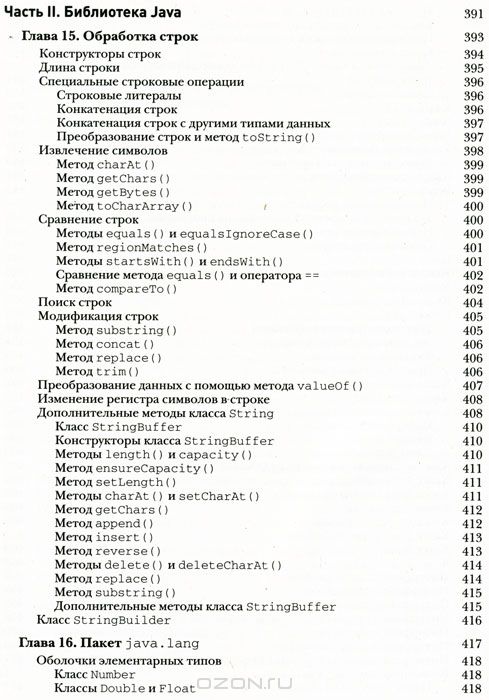 Часть II. Библиотека Java 391
Глава 15. Обработка строк 393
Конструкторы строк 394
Длина строки 395
Специальные строковые операции 396
Строковые литералы 396
Конкатенация строк 396
Конкатенация строк с другими типами данных 397
Преобразование строк и метод toString() 397
Извлечение символов 398
Метод charAt() 399
Метод getChars() 399
Метод getBytes() 399
Метод toCharArray() 400
Сравнение строк 400
Методы equals() и equalsIgnoreCase() 400
Метод regionMatches() 401
Методы startsWith() и endsWith() 401
Сравнение метода equals() и оператора == 402
Метод compareTo() 402
Поиск строк 404
Модификация строк 405
Метод substring() 405
Метод concat() 406
Метод replace() 406
Метод trim() 406
Преобразование данных с помощью метода valueOf() 407
Изменение регистра символов в строке 408
Дополнительные методы класса String 408
Класс StringBuffer 410
Конструкторы класса StringBuffer 410
Методы length() и capacity() 410
Метод ensureCapacity() 411
Метод setLength() 411
Методы charAt() и setCharAt() 411
Метод getChars() 412
Метод append() 412
Метод insert() 413
Метод reverse() 413
Методы delete() и deleteCharAt() 414
Метод replace() 414
Метод substring() 415
Дополнительные методы класса StringBuffer 415
Класс StringBuilder 416
Глава 16. Пакет java.lang 417
Оболочки элементарных типов 418
Класс Number 418
Классы Double и Float 418
OZON.ru